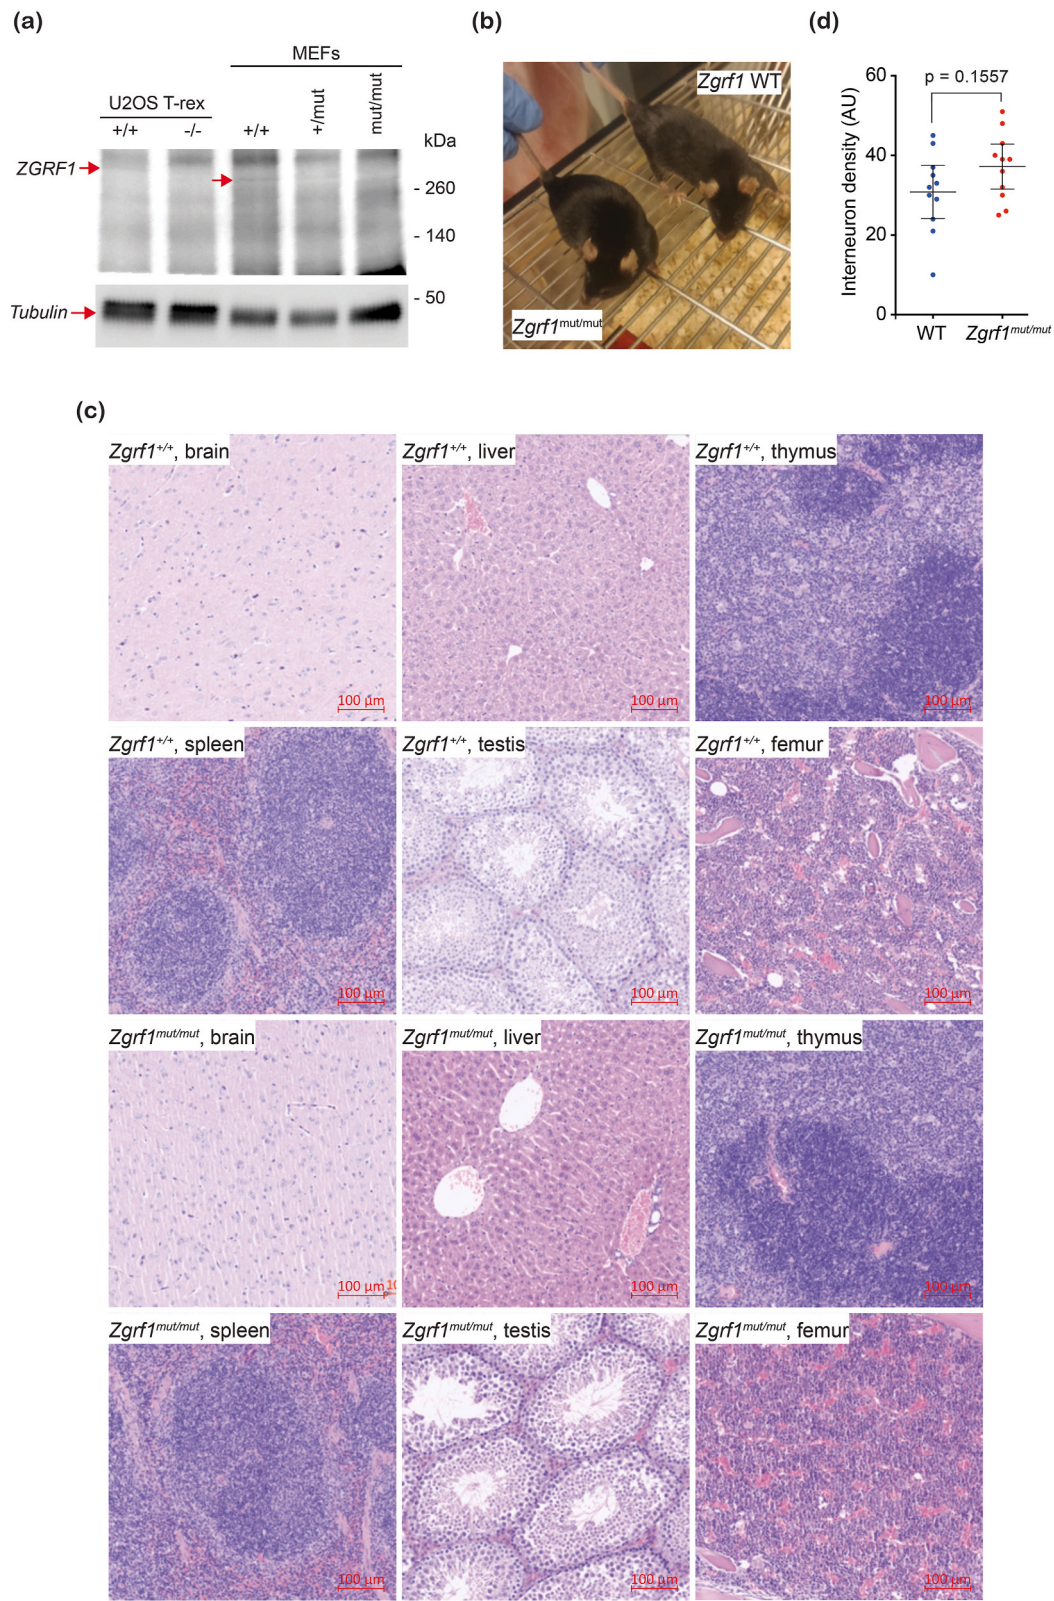 (a)
MEFs
U2OS T-rex
+/+
-/-
+/+
+/mut
mut/mut
kDa
ZGRF1
- 260
- 140
- 50
Tubulin
(b)
Zgrf1 WT
Zgrf1mut/mut
(d)
p = 0.1557
Interneuron density (AU)
60
40
20
0
WT
Zgrf1mut/mut
(c)
Zgrf1+/+, brain
100 µm
Zgrf1+/+, liver
100 µm
Zgrf1+/+, thymus
100 µm
Zgrf1+/+, spleen
100 µm
Zgrf1+/+, testis
100 µm
Zgrf1+/+, femur
100 µm
Zgrf1mut/mut, brain
100 µm
10
Zgrf1mut/mut, liver
100 µm
Zgrf1mut/mut, thymus
100 µm
Zgrf1mut/mut, spleen
100 µm
Zgrf1mut/mut, testis
100 µm
Zgrf1mut/mut, femur
100 µm